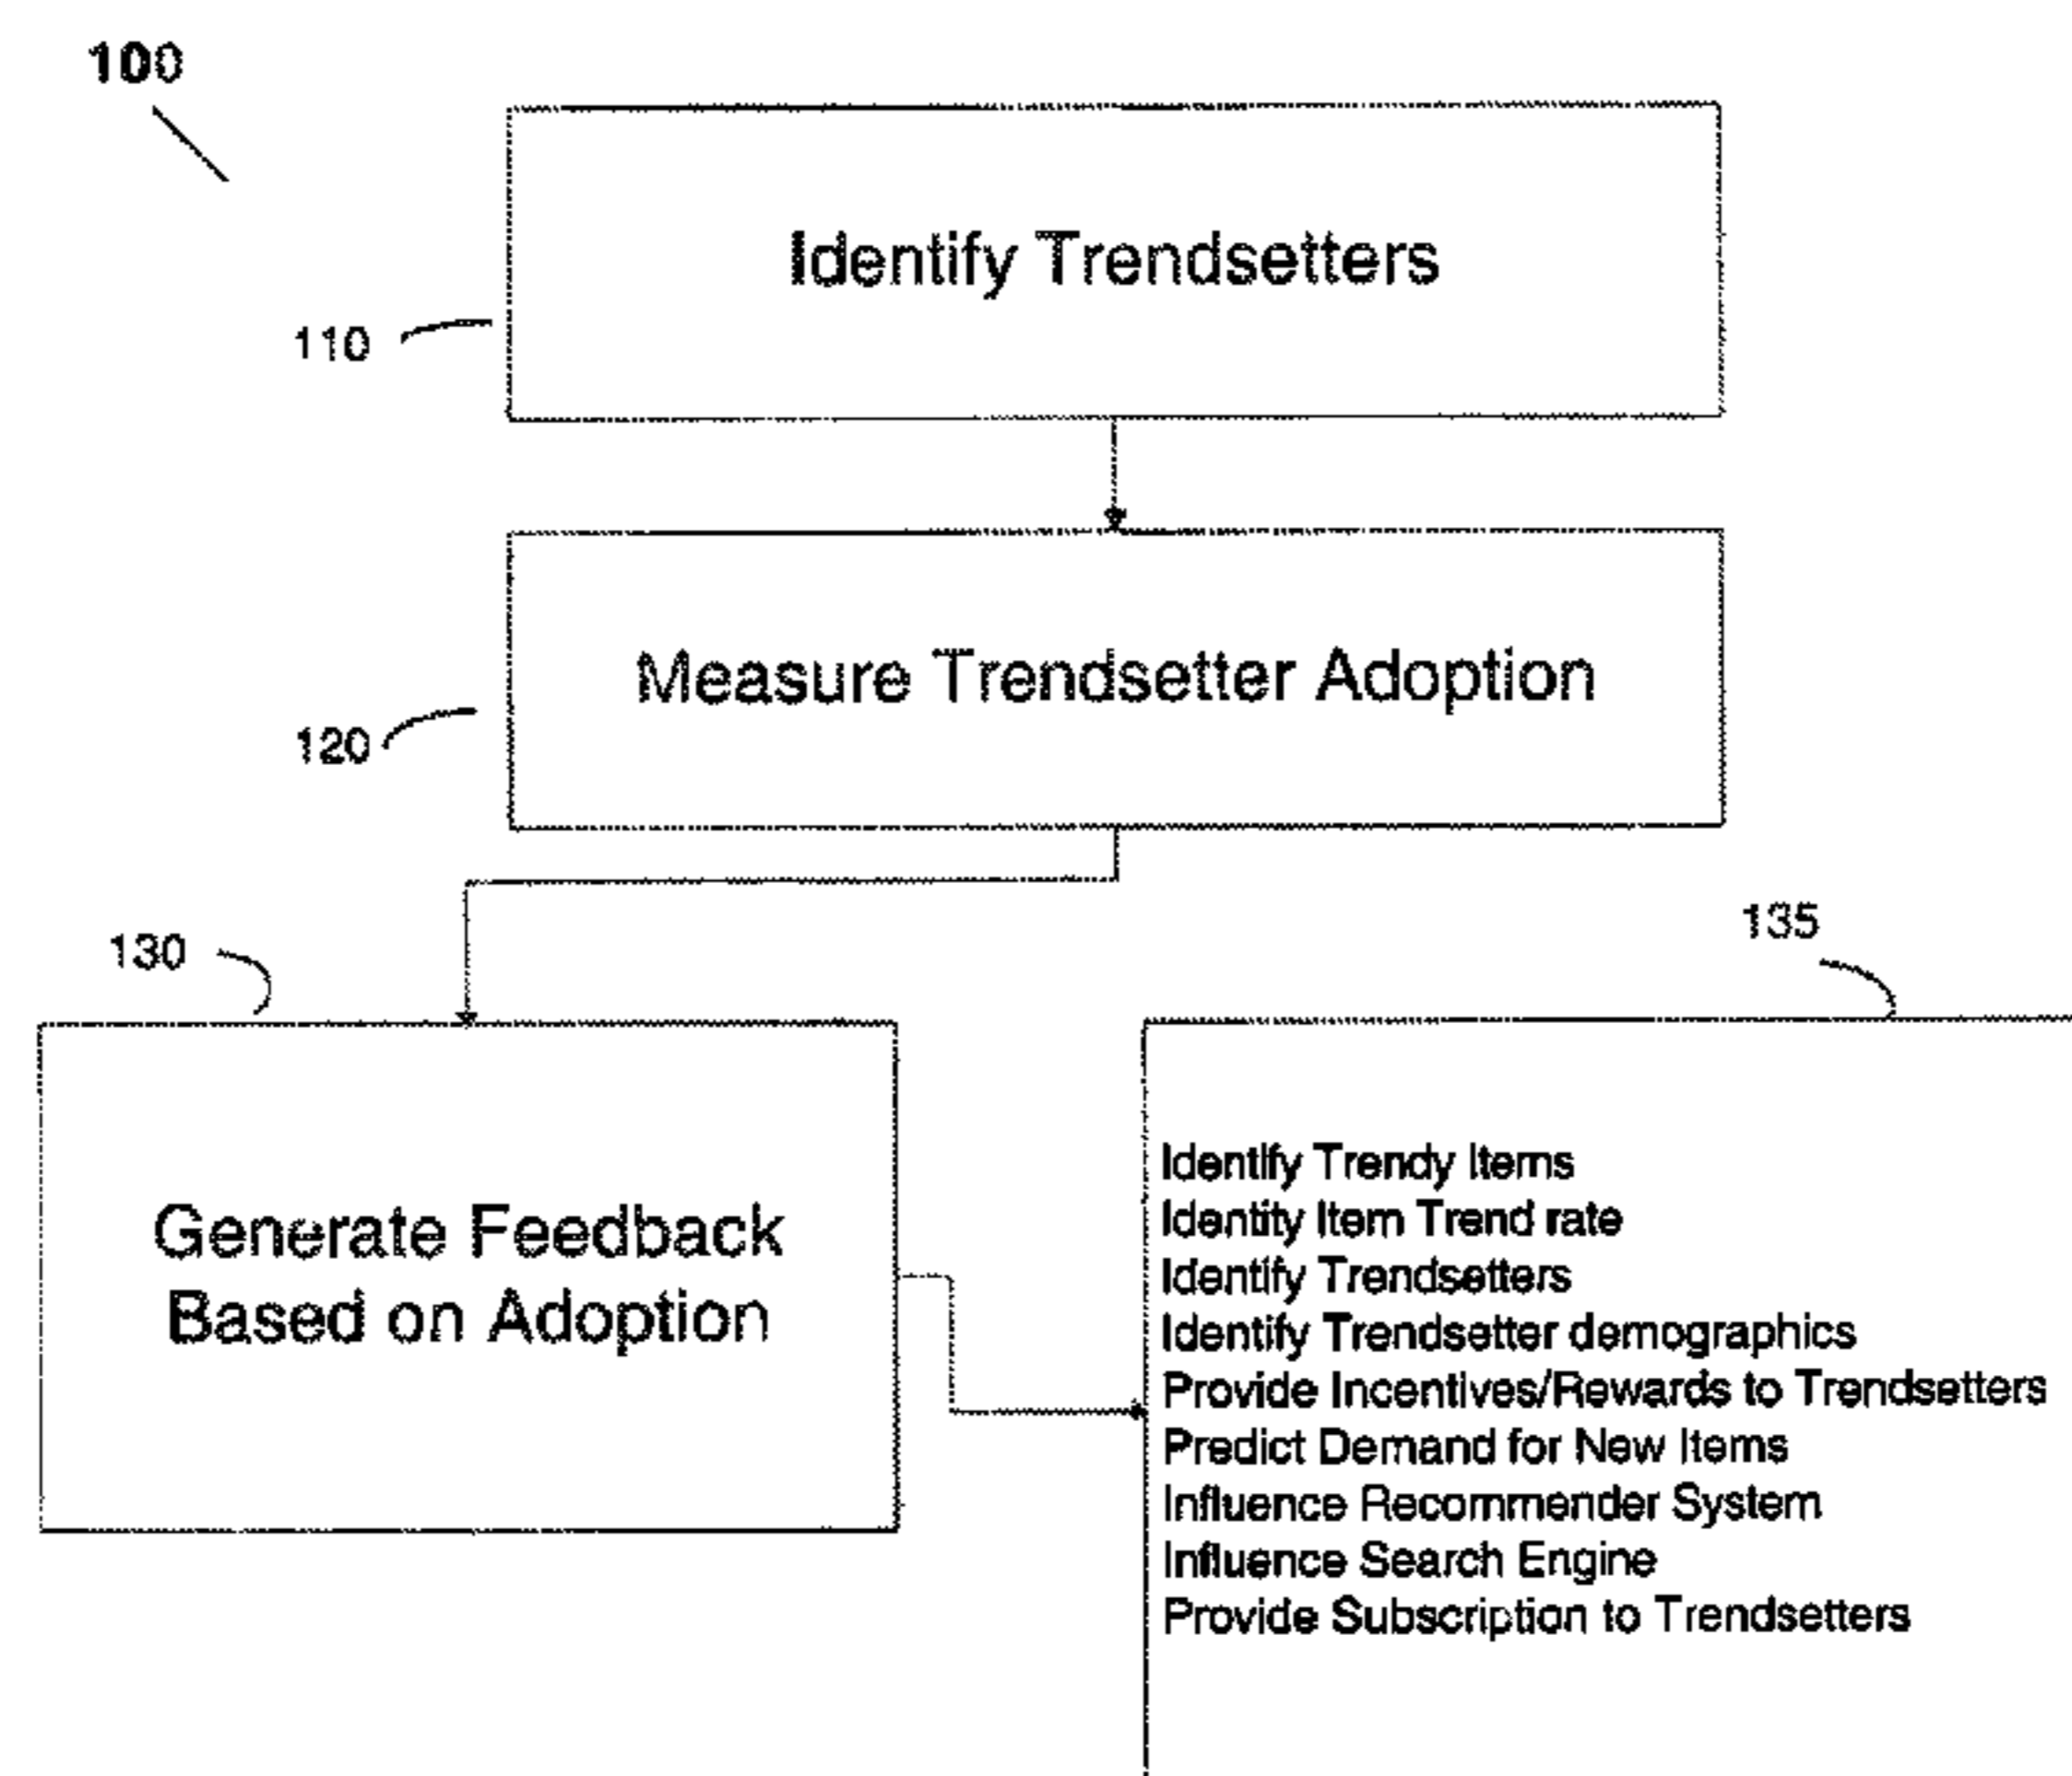 100
Identify Trendsetters
110
Measure Trendsetter Adoption
120
130
135
Generate Feedback
Based on Adoption
Identify Trendy Items
Identify Item Trend rate
Identify Trendsetters
Identify Trendsetter demographics
Provide Incentives/Rewards to Trendsetters
Predict Demand for New Items
Influence Recommender System
Influence Search Engine
Provide Subscription to Trendsetters